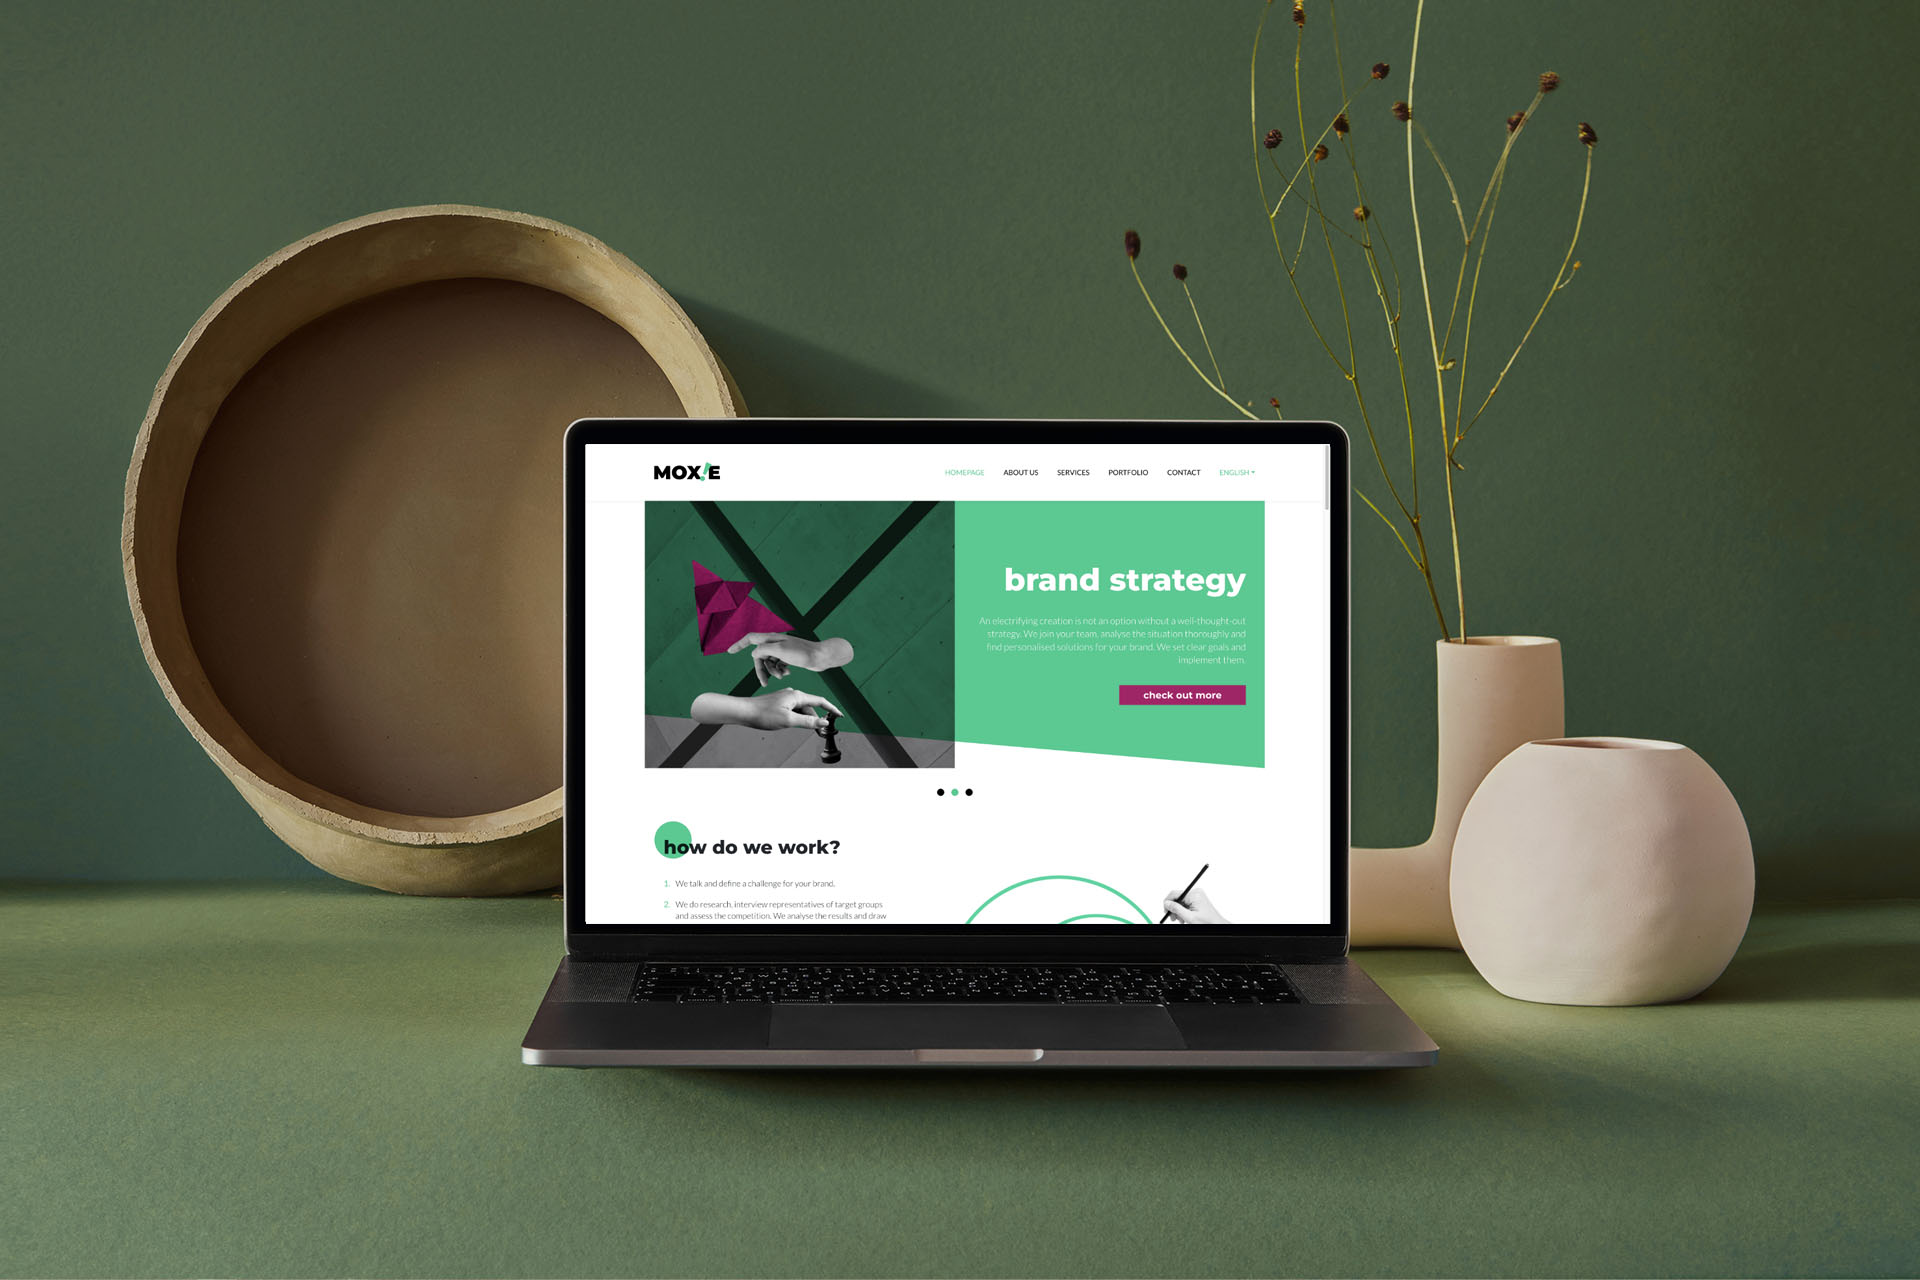 MOX!E
HOMEPAGE ABOUT US SERVICES PORTFOLIO CONTACT ENGLISH
brand strategy
An electrifying creation is not an option without a well-thought-out
strategy. We join your team, analyse the situation thoroughly and
find personalised solutions for your brand. We set clear goals and
implement them.
check out more
how do we work?
1. We talk and define a challenge for your brand.
2. We do research, interview representatives of target groups
and assess the competition. We analyse the results and draw